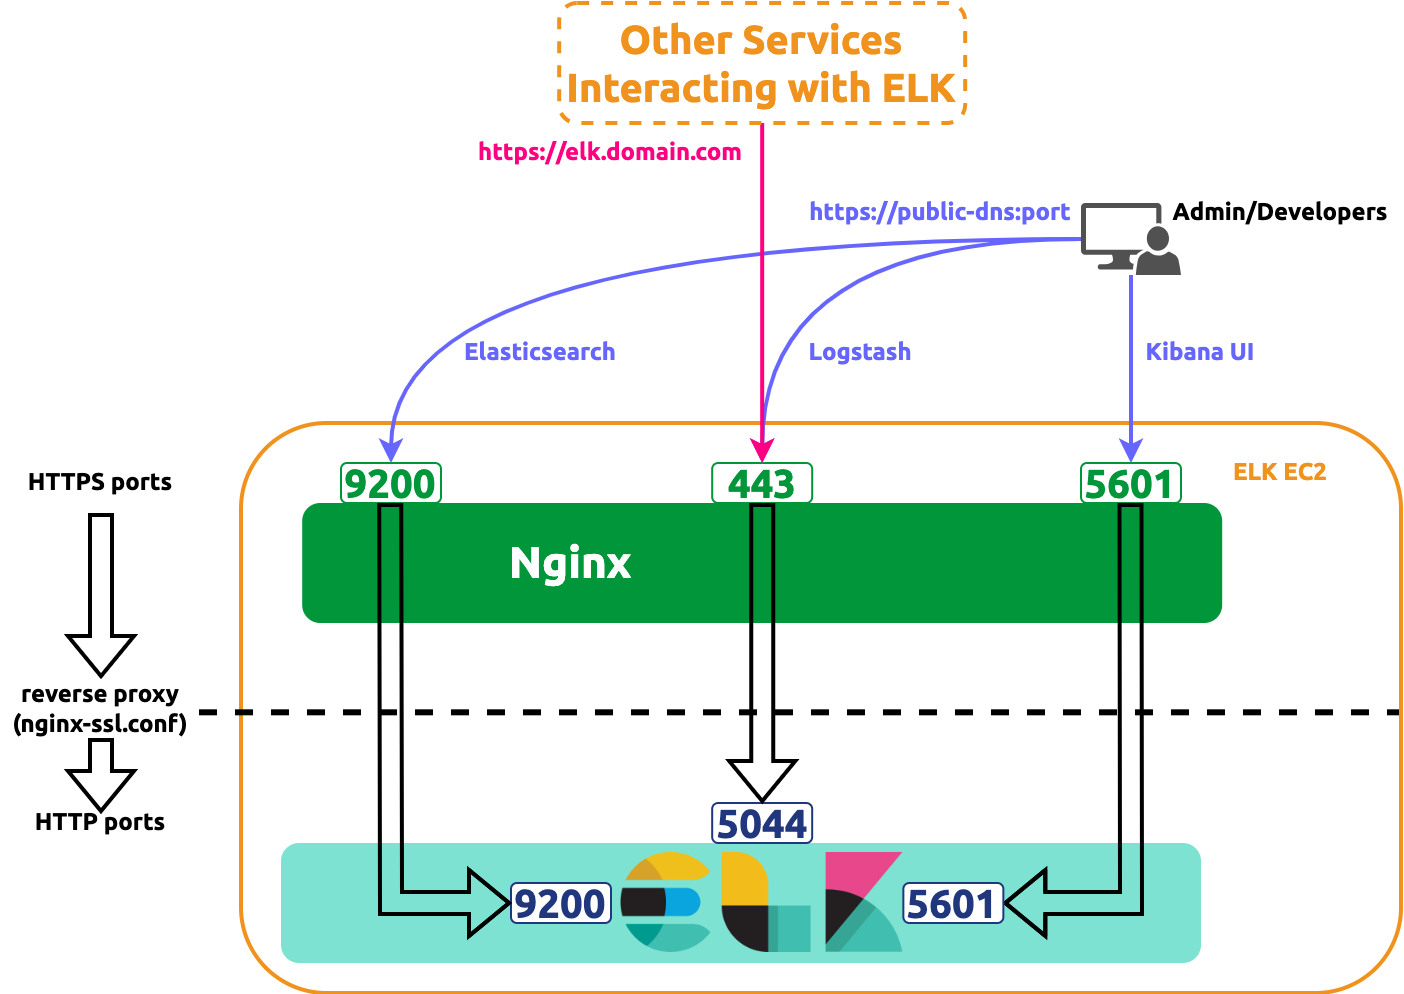 Other Services
Interacting with ELK
https://elk.domain.com
https://public-dns:port
Admin/Developers
Elasticsearch
Logstash
Kibana UI
HTTPS ports
9200
443
5601
ELK EC2
Nginx
reverse proxy
(nginx-ssl.conf)
HTTP ports
5044
9200
5601